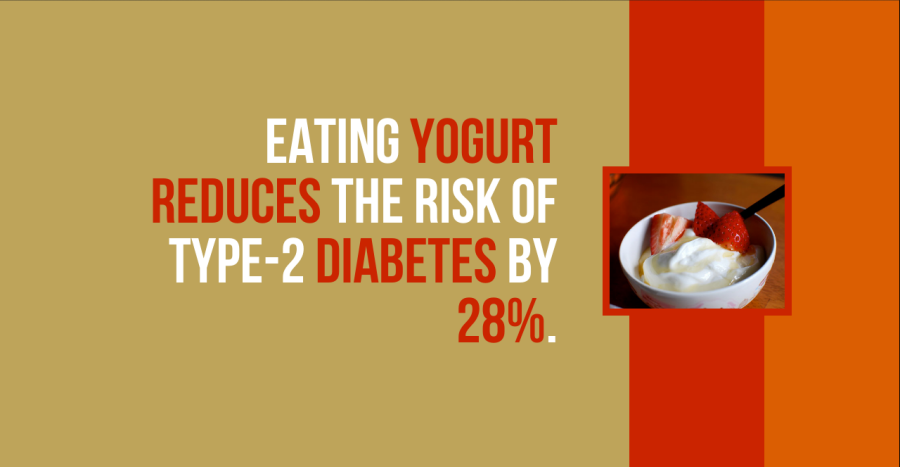 EATING YOGURT
REDUCES THE RISK OF
TYPE-2 DIABETES BY
28%.